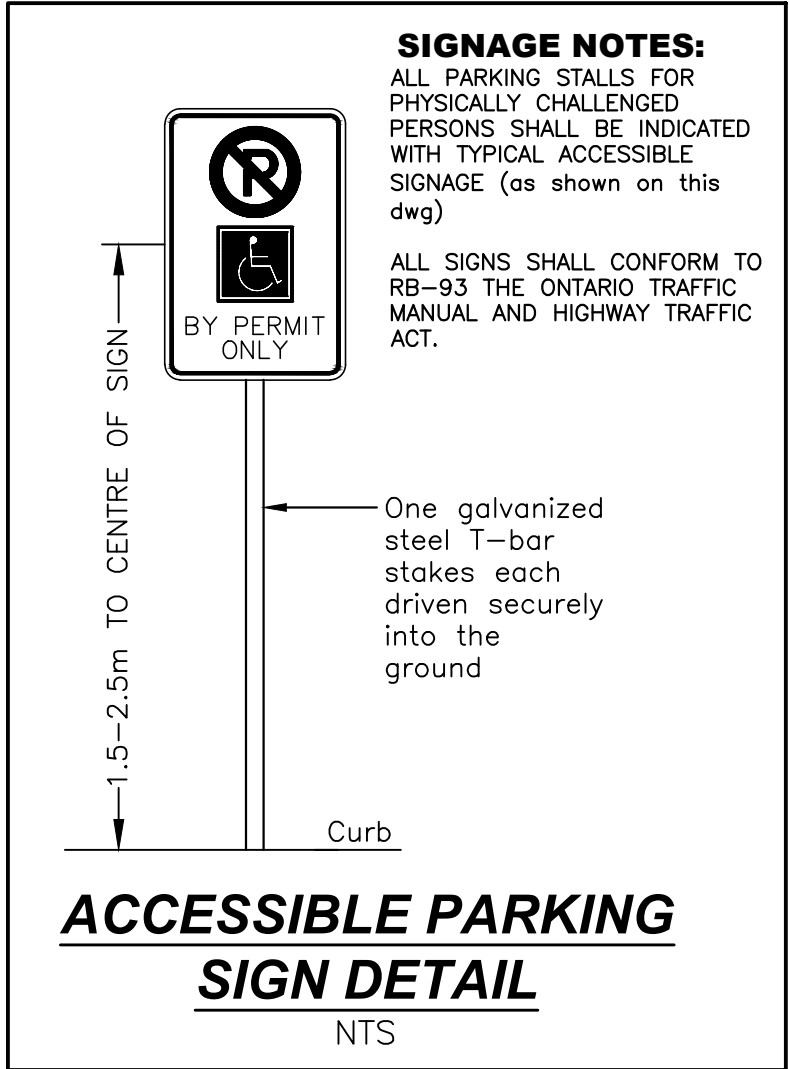 SIGNAGE NOTES:
ALL PARKING STALLS FOR
PHYSICALLY CHALLENGED
PERSONS SHALL BE INDICATED
WITH TYPICAL ACCESSIBLE
SIGNAGE (as shown on this
dwg)
ALL SIGNS SHALL CONFORM TO
RB-93 THE ONTARIO TRAFFIC
MANUAL AND HIGHWAY TRAFFIC
ACT.
P
BY PERMIT
ONLY
1.5-2.5m TO CENTRE OF SIGN
One galvanized
steel T-bar
stakes each
driven securely
into the
ground
Curb
ACCESSIBLE PARKING
SIGN DETAIL
NTS